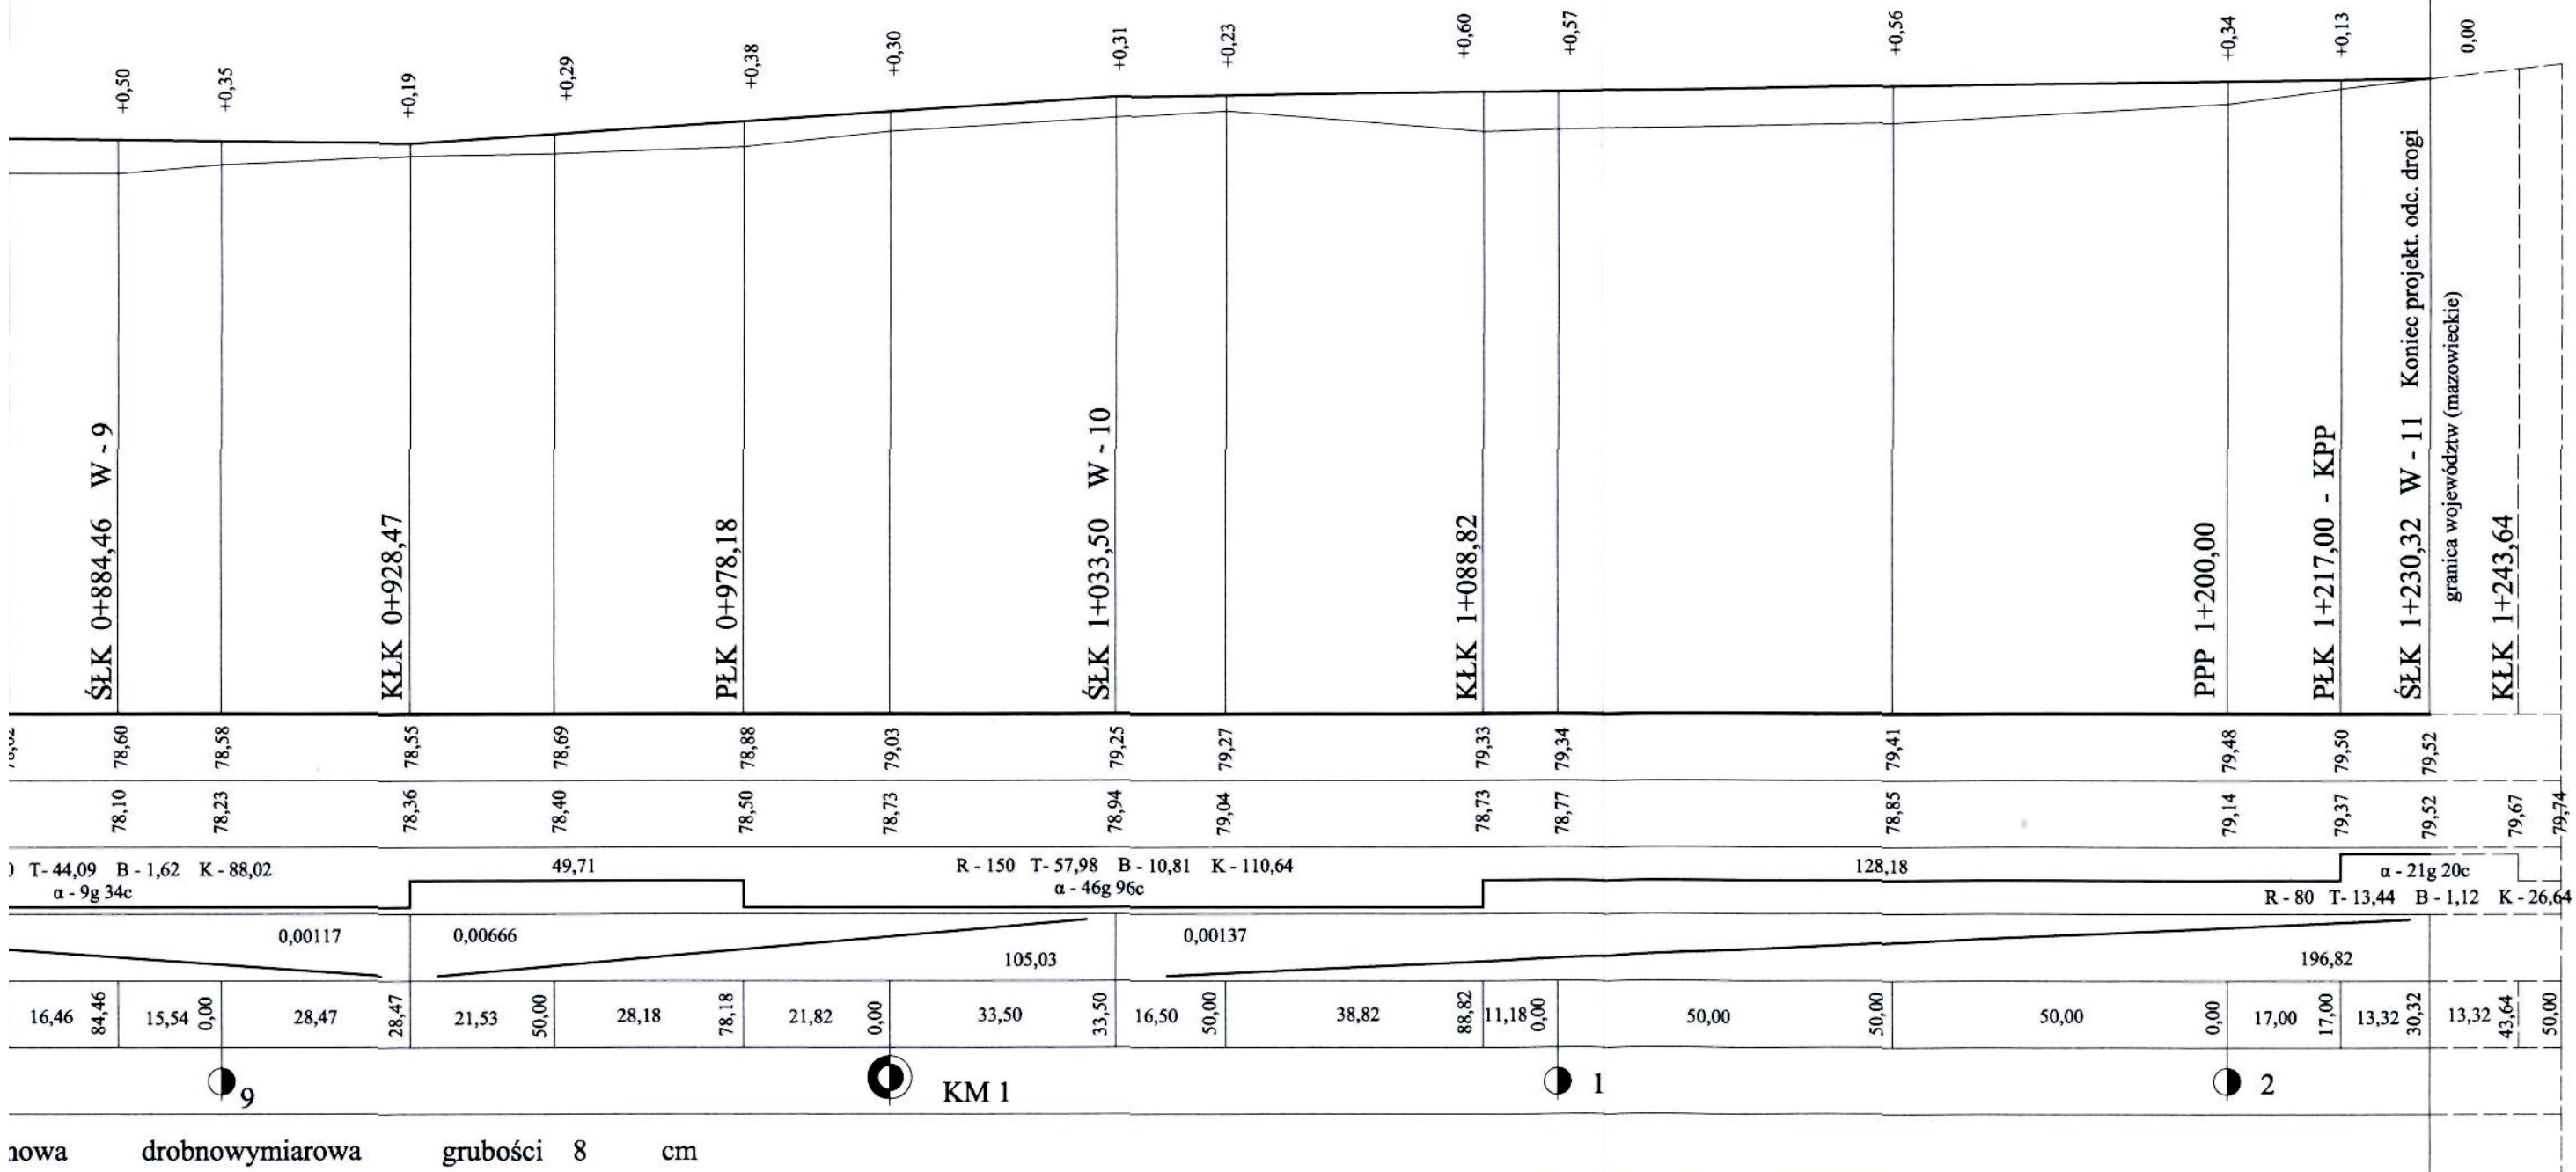 +0,50 +0,35 +0,19 +0,29 +0,38 +0,30 +0,31 +0,23 +0,60 +0,57 +0,56 +0,34 +0,13 0,00
ŚŁK 0+884,46 W - 9
KŁK 0+928,47
PŁK 0+978,18
ŚŁK 1+033,50 W - 10
KŁK 1+088,82
PPP 1+200,00
PŁK 1+217,00 - KPP
ŚŁK 1+230,32 W - 11 Koniec projekt. odc. drogi
granica województw (mazowieckie)
KŁK 1+243,64
78,60 78,58 78,55 78,69 78,88 79,03 79,25 79,27 79,33 79,34 79,41 79,48 79,50 79,52
78,10 78,23 78,36 78,40 78,50 78,73 78,94 79,04 78,73 78,77 78,85 79,14 79,37 79,52 79,67 79,74
T- 44,09 B - 1,62 K - 88,02 49,71 R - 150 T- 57,98 B - 10,81 K - 110,64 128,18 α - 21g 20c
α - 9g 34c α - 46g 96c R - 80 T- 13,44 B - 1,12 K - 26,64
0,00117 0,00666 0,00137
105,03 196,82
16,46 84,46 15,54 0,00 28,47 28,47 21,53 50,00 28,18 78,18 21,82 0,00 33,50 33,50 16,50 50,00 38,82 88,82 11,18 0,00 50,00 50,00 50,00 0,00 17,00 17,00 13,32 30,32 13,32 43,64 50,00
9 KM 1 1 2
drobnowymiarowa grubości 8 cm